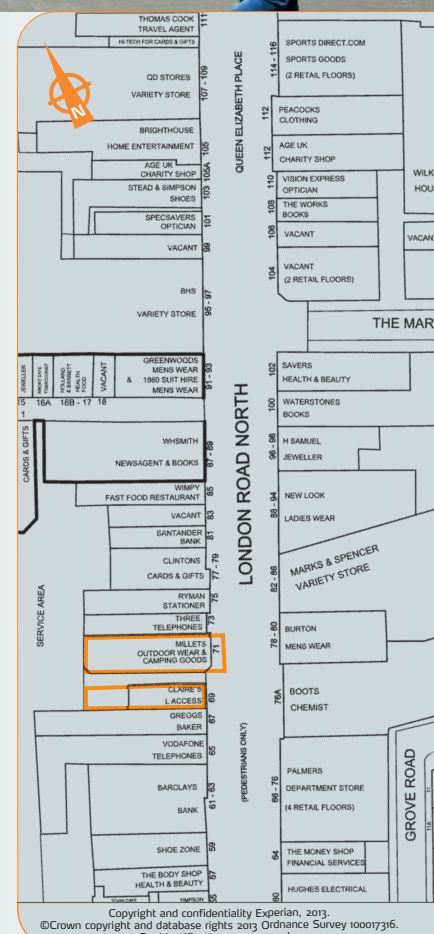 THOMAS COOK
TRAVEL AGENT
111
HI-TECH FOR CARDS & GIFTS
QD STORES
VARIETY STORE
107 - 109
BRIGHTHOUSE
HOME ENTERTAINMENT
105
AGE UK
CHARITY SHOP
105A
STEAD & SIMPSON
SHOES
103
SPECSAVERS
OPTICIAN
101
VACANT
99
BHS
VARIETY STORE
95 - 97
JEWELLER
HOLLAND
& BARRETT
HEALTH
FOOD
VACANT
GREENWOODS
MENS WEAR
&
1860 SUIT HIRE
MENS WEAR
91 - 93
15
16A
16B - 17
18
1
CARDS & GIFTS
WHSMITH
NEWSAGENT & BOOKS
87 - 89
WIMPY
FAST FOOD RESTAURANT
85
VACANT
83
SANTANDER
BANK
81
CLINTONS
CARDS & GIFTS
77 - 79
RYMAN
STATIONER
75
THREE
TELEPHONES
73
MILLETS
OUTDOOR WEAR &
CAMPING GOODS
71
CLAIRE'S
L ACCESS
69
GREGGS
BAKER
67
VODAFONE
TELEPHONES
65
BARCLAYS
BANK
61 - 63
SHOE ZONE
59
THE BODY SHOP
HEALTH & BEAUTY
57
TIMPSON
55
SERVICE AREA
N
QUEEN ELIZABETH PLACE
LONDON ROAD NORTH
(PEDESTRIANS ONLY)
SPORTS DIRECT.COM
SPORTS GOODS
(2 RETAIL FLOORS)
114 - 116
PEACOCKS
CLOTHING
112
AGE UK
CHARITY SHOP
112
VISION EXPRESS
OPTICIAN
110
THE WORKS
BOOKS
108
VACANT
106
VACANT
(2 RETAIL FLOORS)
104
WILK
HOU
VACAN
THE MAR
SAVERS
HEALTH & BEAUTY
102
WATERSTONES
BOOKS
100
H SAMUEL
JEWELLER
96 - 98
NEW LOOK
LADIES WEAR
88 - 94
MARKS & SPENCER
VARIETY STORE
82 - 86
BURTON
MENS WEAR
78 - 80
BOOTS
CHEMIST
76A
PALMERS
DEPARTMENT STORE
(4 RETAIL FLOORS)
66 - 76
THE MONEY SHOP
FINANCIAL SERVICES
64
HUGHES ELECTRICAL
60
GROVE ROAD
11
11A
Copyright and confidentiality Experian, 2013.
©Crown copyright and database rights 2013 Ordnance Survey 100017316.